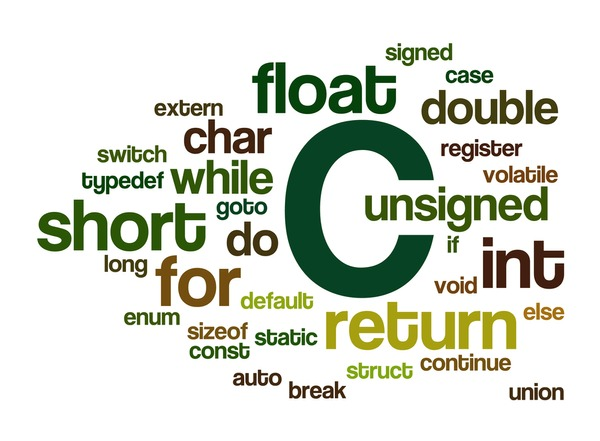 signed
case
float
double
extern
char
C
register
switch
volatile
typedef
while
unsigned
goto
short
do
if
int
long
for
void
default
else
enum
sizeof
static
return
const
continue
struct
auto
break
union